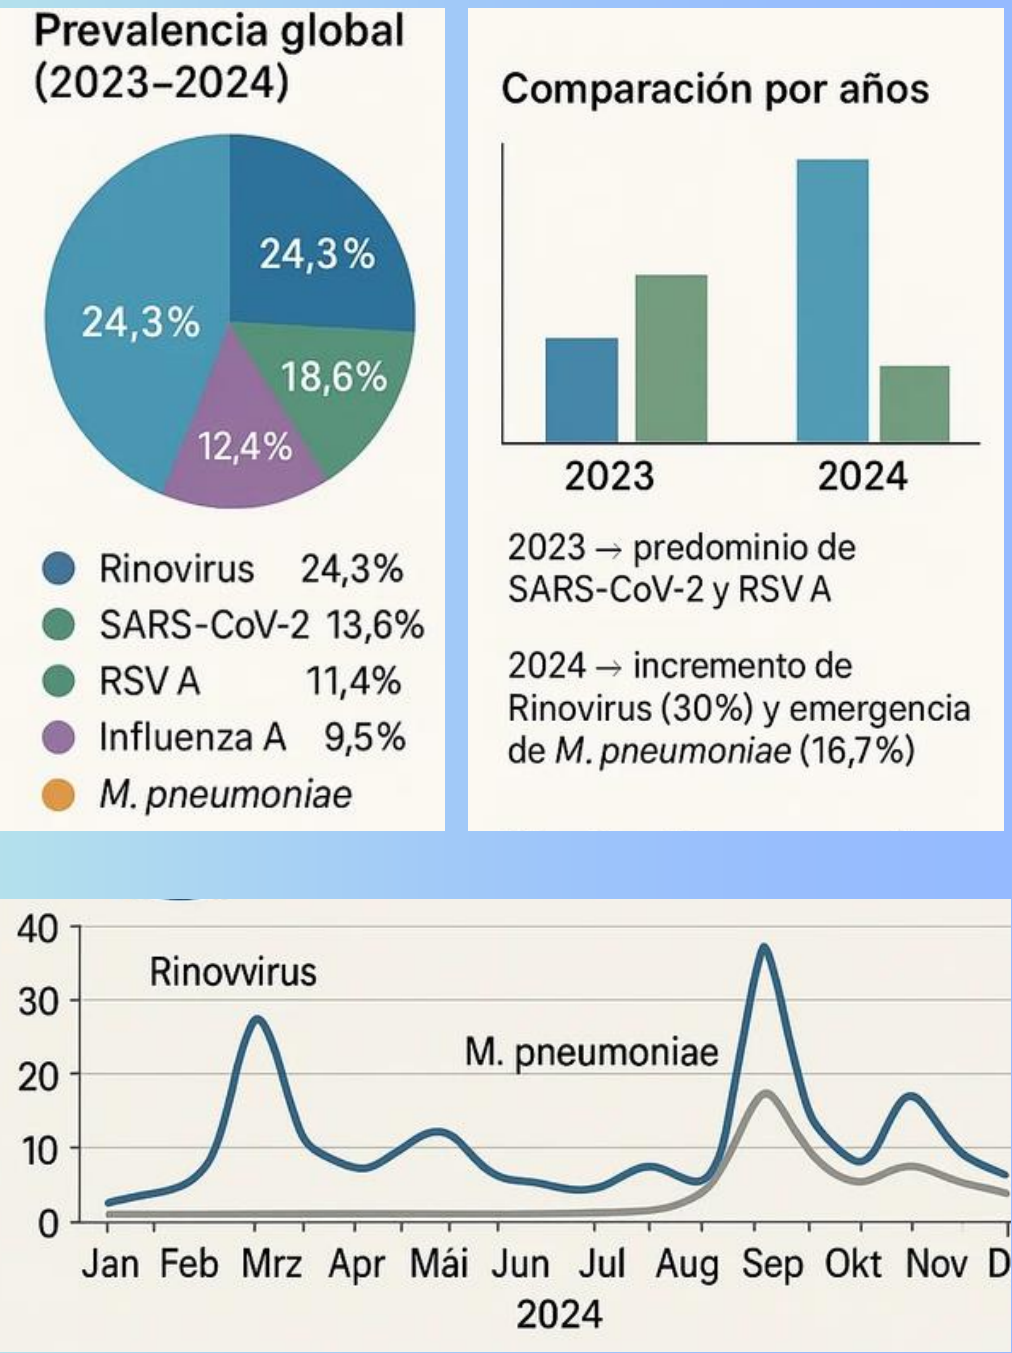 Prevalencia global
(2023–2024)
24,3%
24,3%
18,6%
12,4%
Rinovirus 24,3%
SARS-CoV-2 13,6%
RSV A 11,4%
Influenza A 9,5%
M. pneumoniae
Comparación por años
2023 2024
2023 → predominio de
SARS-CoV-2 y RSV A
2024 → incremento de
Rinovirus (30%) y emergencia
de M. pneumoniae (16,7%)
40
Rinovvirus
30
M. pneumoniae
20
10
0
Jan Feb Mrz Apr Mái Jun Jul Aug Sep Okt Nov D
2024